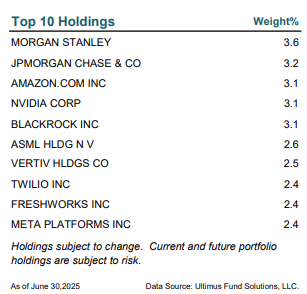 Top 10 Holdings Weight%
MORGAN STANLEY 3.6
JPMORGAN CHASE & CO 3.2
AMAZON.COM INC 3.1
NVIDIA CORP 3.1
BLACKROCK INC 3.1
ASML HLDG N V 2.6
VERTIV HLDGS CO 2.5
TWILIO INC 2.4
FRESHWORKS INC 2.4
META PLATFORMS INC 2.4
Holdings subject to change. Current and future portfolio
holdings are subject to risk.
As of June 30,2025 Data Source: Ultimus Fund Solutions, LLC.